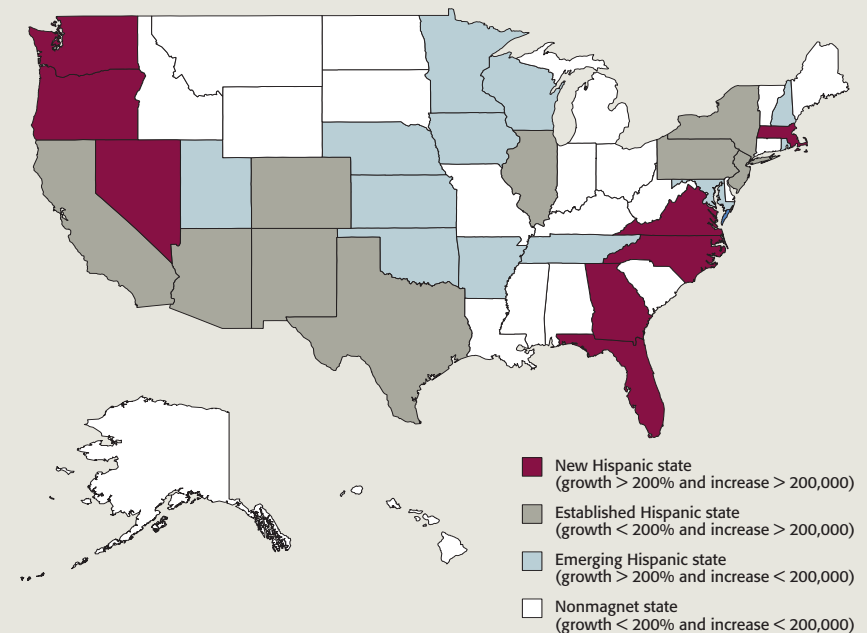 New Hispanic state
(growth > 200% and increase > 200,000)
Established Hispanic state
(growth < 200% and increase > 200,000)
Emerging Hispanic state
(growth > 200% and increase < 200,000)
Nonmagnet state
(growth < 200% and increase < 200,000)